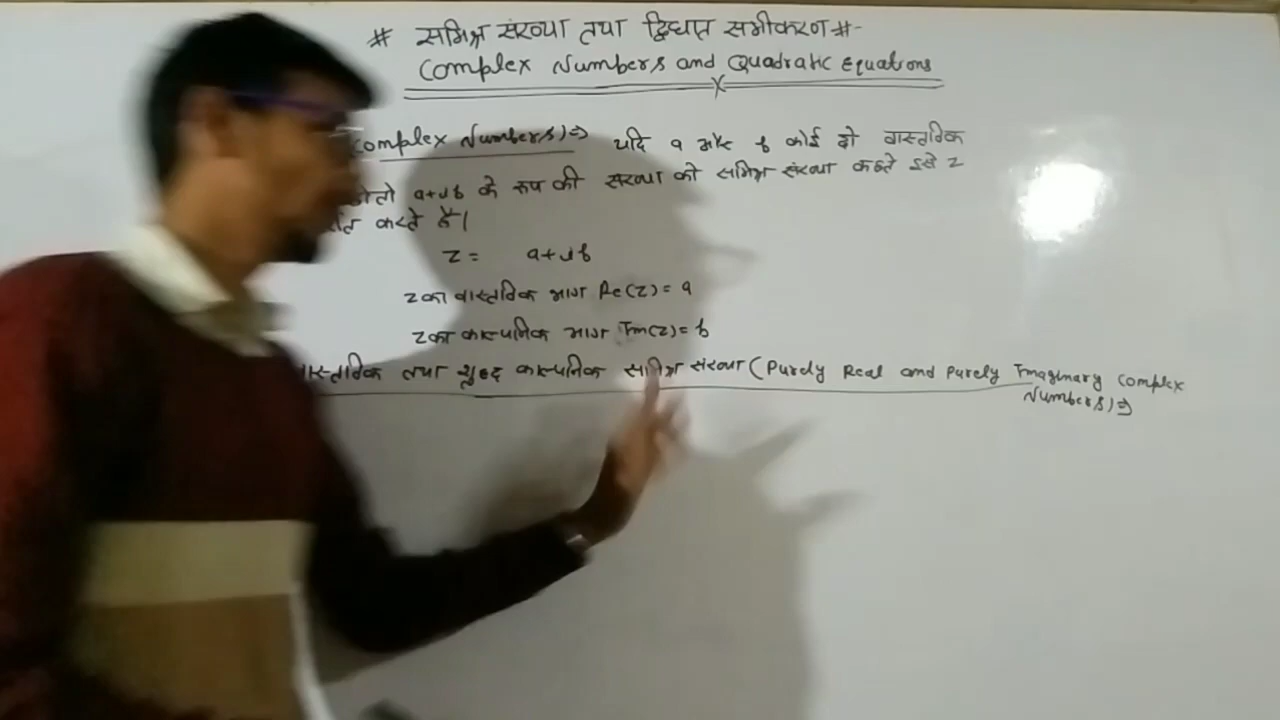 # समिश्र संख्या तथा द्विघात समीकरण #-
Complex Numbers and Quadratic Equations
Complex Numbers)⇒ यदि a और b कोई दो वास्तविक
a+ib के रूप की संख्या को समिश्र संख्या कहते इसे z
करते हैं।
z = a+ib
z का वास्तविक भाग Re(z)= a
z का काल्पनिक भाग Im(z)= b
वास्तविक तथा शुद्ध काल्पनिक समिश्र संख्या (Purely Real and Purely Imaginary Complex
Numbers)⇒